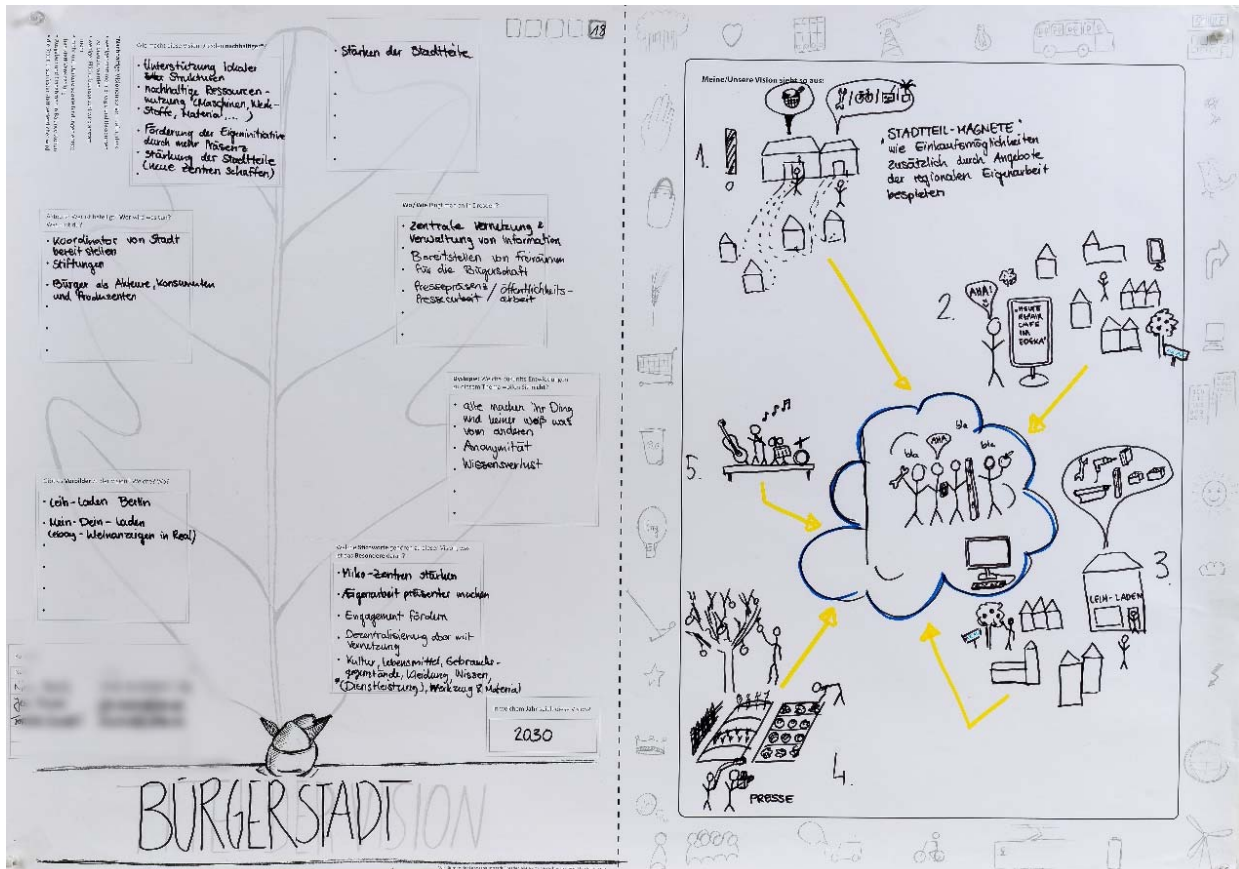 18
· Unterstützung lokaler
Strukturen
· nachhaltige Ressourcen-
nutzung (Maschinen, Werk-
stoffe, Material, ... )
· Förderung der Eigeninitiative
durch mehr Präsenz
· Stärkung der Stadtteile
(neue Zentren schaffen)
· Stärken der Stadtteile
· Koordinator von Stadt
bereit stellen
· Stiftungen
· Bürger als Akteure, Konsumenten
und Produzenten
· Zentrale Vernetzung &
Verwaltung von Information
· Bereitstellen von Freiräumen
für die Bürgerschaft
· Pressepräsenz / Öffentlichkeits-
Pressearbeit arbeit
· alle machen ihr Ding
und keiner weiß was
vom anderen
· Anonymität
· Wissensverlust
· Leih-Laden Berlin
· Mein-Dein-Laden
(ebay-Kleinanzeigen in Real)
· Miko-Zentren stärken
· Eigenarbeit präsenter machen
· Engagement fördern
· Dezentralisierung aber mit
Vernetzung
· Kultur, Lebensmittel, Gebrauchs-
gegenstände, Kleidung, Wissen,
(Dienstleistung), Werkzeug & Material
2030
BÜRGERSTADT
VISION
Meine/Unsere Vision sieht so aus:
1.
"STADTTEIL-MAGNETE"
wie Einkaufsmöglichkeiten
zusätzlich durch Angebote
der regionalen Eigenarbeit
bespielen
2.
AHA!
"HEUTE
REPAIR
CAFE
IM
EDEKA"
bla
AHA
bla
bla
3.
LEIH-LADEN
5.
4.
PRESSE